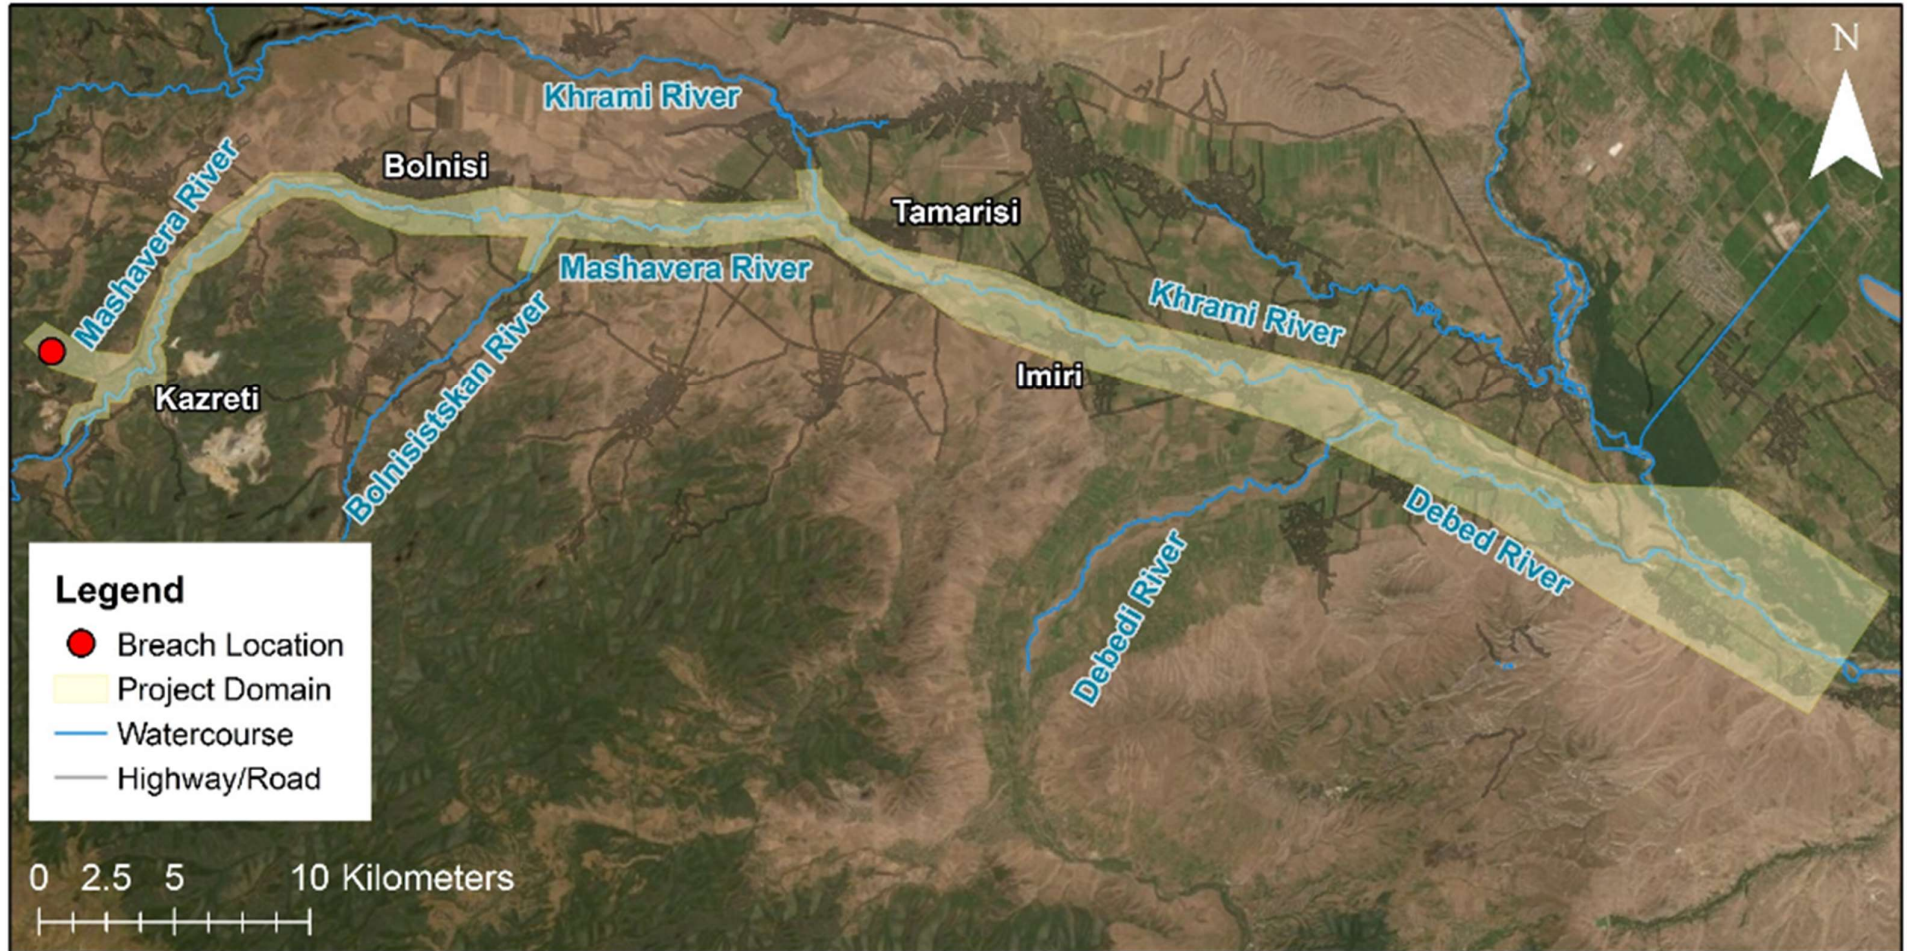 N
Khrami River
Bolnisi
Mashavera River
Tamarisi
Mashavera River
Khrami River
Imiri
Kazreti
Bolnisistskan River
Debed River
Debedi River
Legend
Breach Location
Project Domain
Watercourse
Highway/Road
0 2.5 5 10 Kilometers